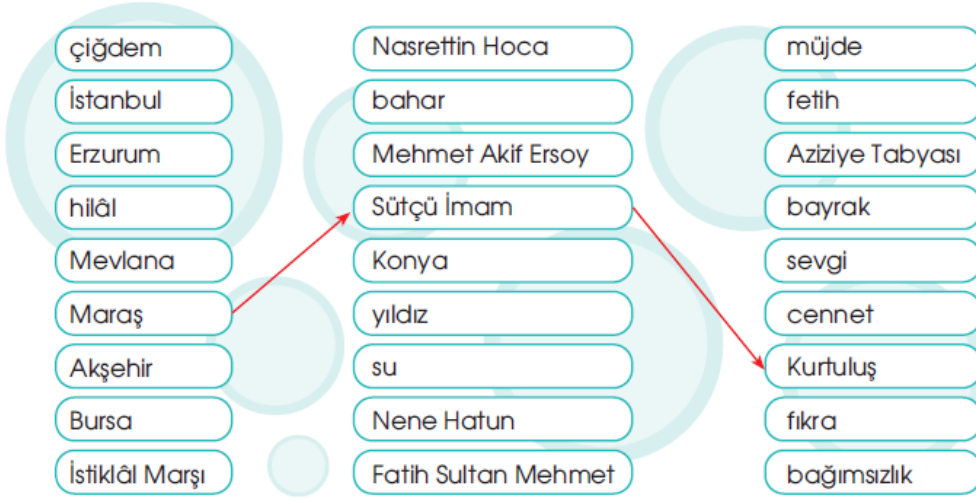 çiğdem
Nasrettin Hoca
müjde
İstanbul
bahar
fetih
Erzurum
Mehmet Akif Ersoy
Aziziye Tabyası
hilâl
Sütçü İmam
bayrak
Mevlana
Konya
sevgi
Maraş
yıldız
cennet
Akşehir
su
Kurtuluş
Bursa
Nene Hatun
fıkra
İstiklâl Marşı
Fatih Sultan Mehmet
bağımsızlık